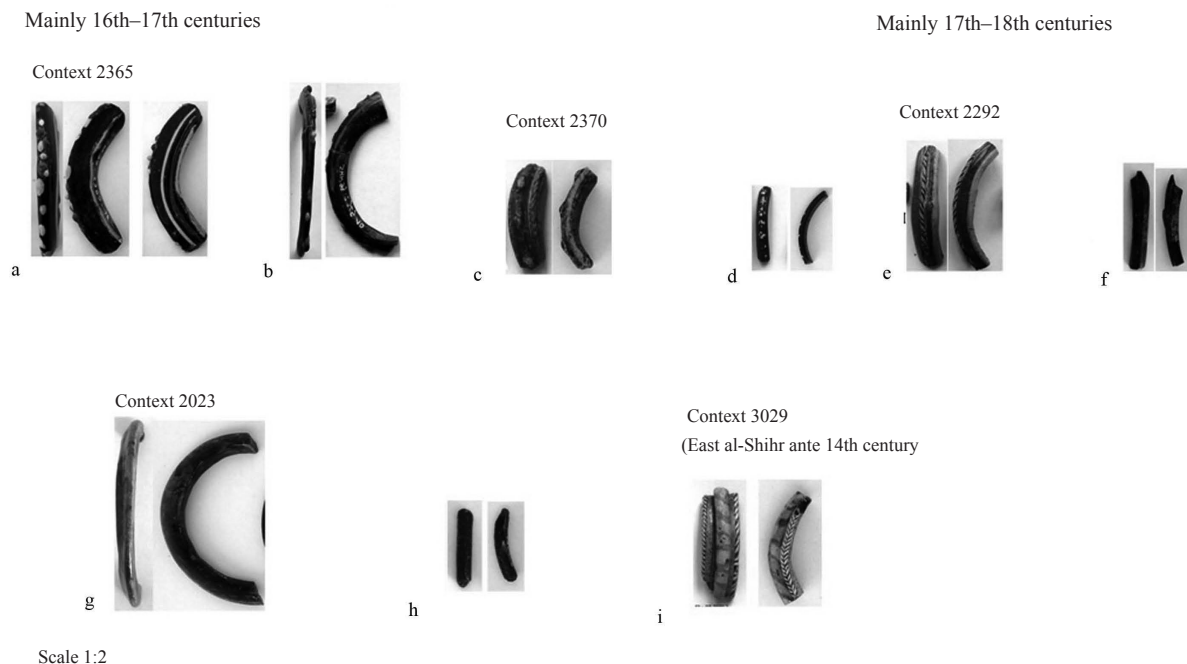 Mainly 16th–17th centuries
Mainly 17th–18th centuries
Context 2365
Context 2370
Context 2292
a
b
c
d
e
f
Context 2023
Context 3029
(East al-Shihr ante 14th century
g
h
i
Scale 1:2